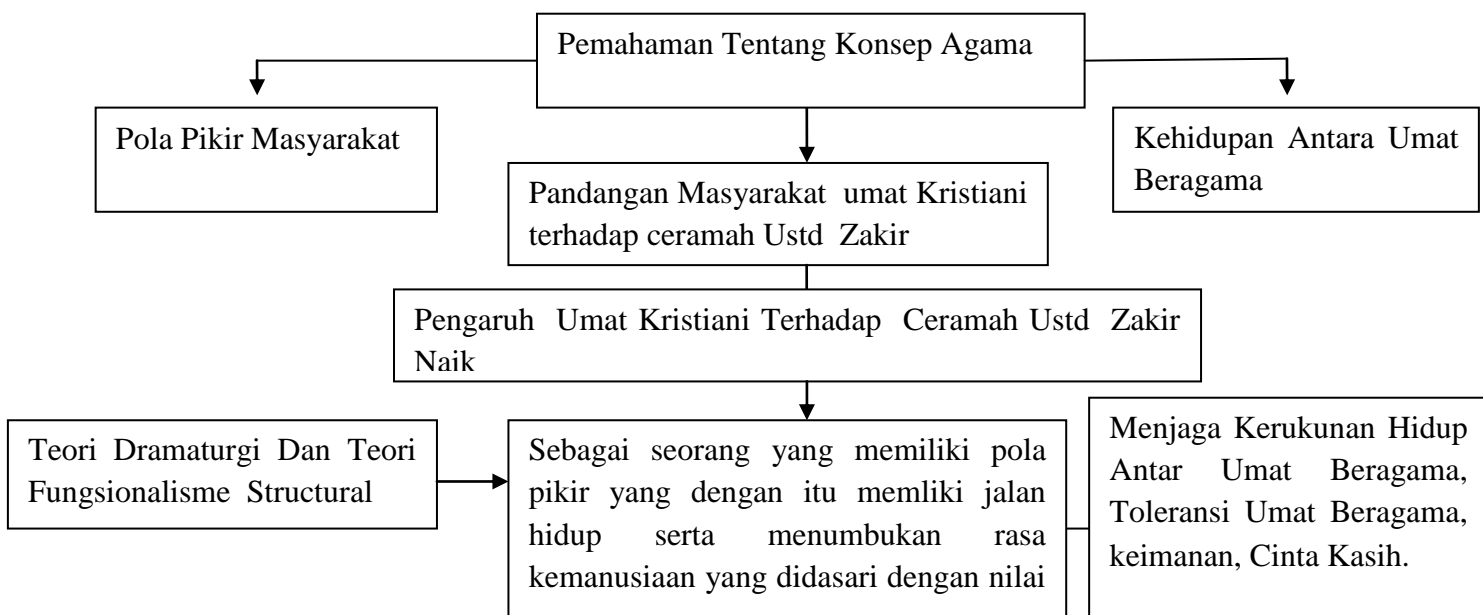 Pemahaman Tentang Konsep Agama
Pola Pikir Masyarakat
Kehidupan Antara Umat
Beragama
Pandangan Masyarakat umat Kristiani
terhadap ceramah Ustd Zakir
Pengaruh Umat Kristiani Terhadap Ceramah Ustd Zakir
Naik
Teori Dramaturgi Dan Teori
Fungsionalisme Structural
Sebagai seorang yang memiliki pola
pikir yang dengan itu memliki jalan
hidup serta menumbukan rasa
kemanusiaan yang didasari dengan nilai
Menjaga Kerukunan Hidup
Antar Umat Beragama,
Toleransi Umat Beragama,
keimanan, Cinta Kasih.